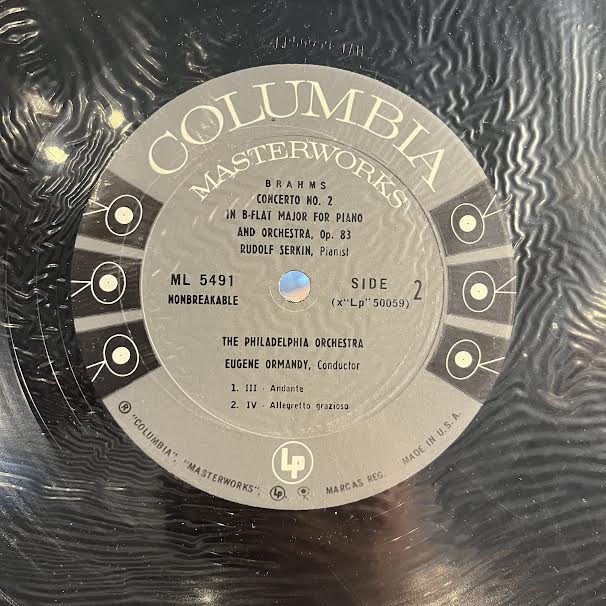 COLUMBIA
MASTERWORKS
BRAHMS
CONCERTO NO. 2
IN B-FLAT MAJOR FOR PIANO
AND ORCHESTRA, Op. 83
RUDOLF SERKIN, Pianist
ML 5491
NONBREAKABLE
SIDE 2
(x"Lp"50059)
THE PHILADELPHIA ORCHESTRA
EUGENE ORMANDY, Conductor
1. III - Andante
2. IV - Allegretto grazioso
Lp
® "COLUMBIA", "MASTERWORKS", Lp MARCAS REG. MADE IN U.S.A.